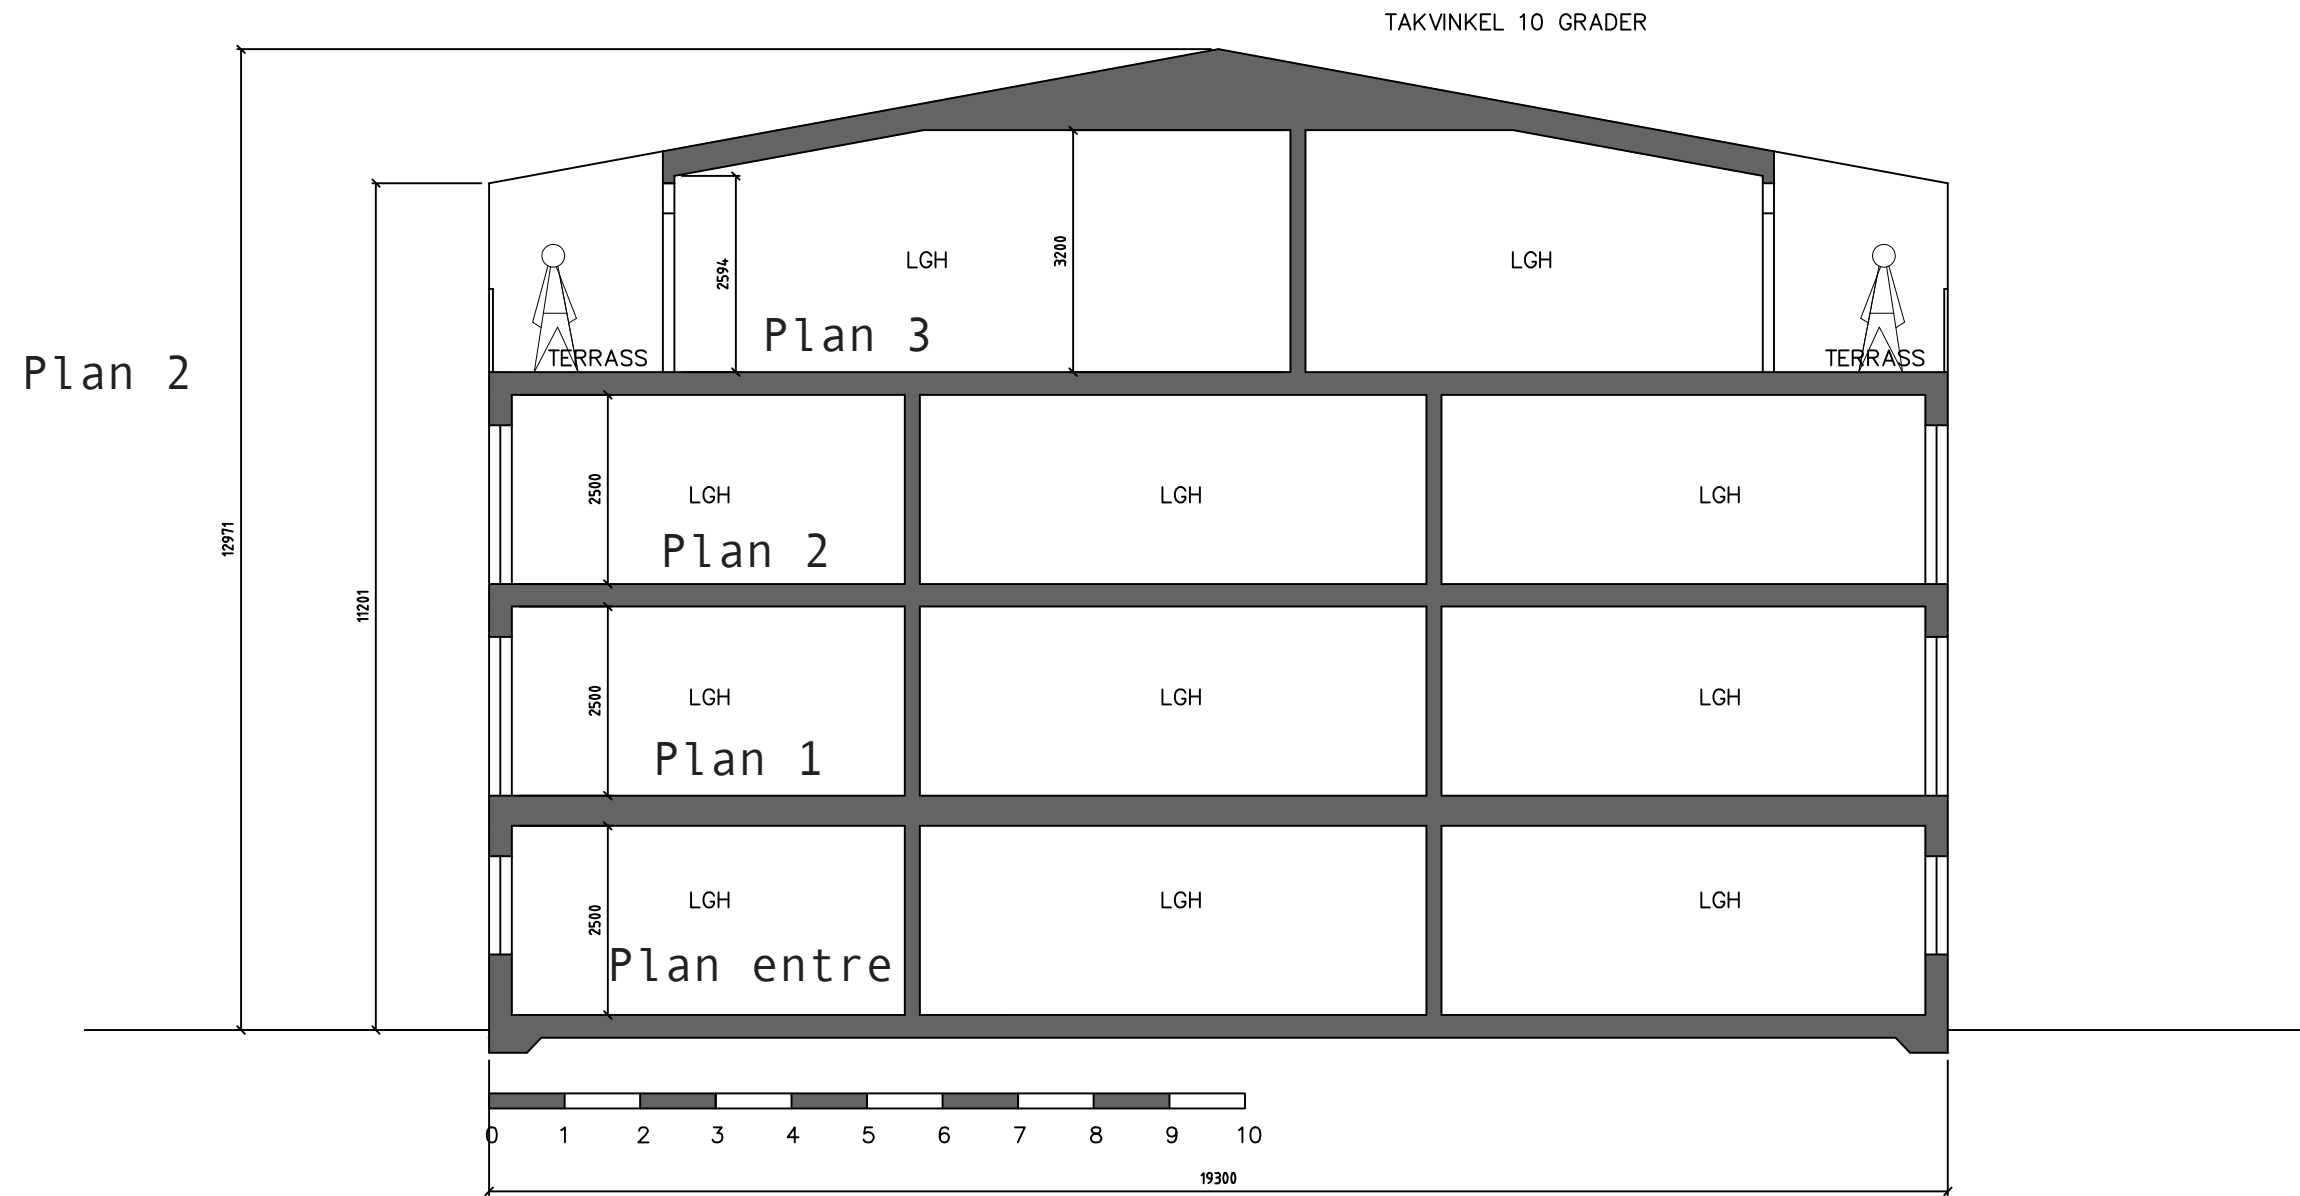 TAKVINKEL 10 GRADER
LGH
3200
LGH
2594
Plan 3
TERRASS
TERRASS
Plan 2
2500
LGH
LGH
LGH
12971
Plan 2
11201
2500
LGH
LGH
LGH
Plan 1
2500
LGH
LGH
LGH
Plan entre
0 1 2 3 4 5 6 7 8 9 10
19300